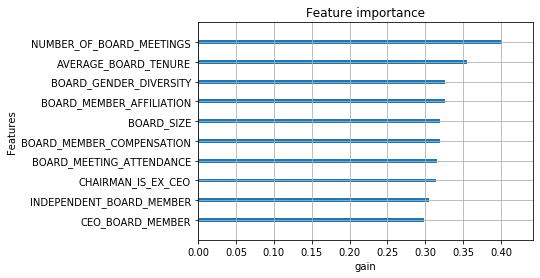 Feature importance
NUMBER_OF_BOARD_MEETINGS
AVERAGE_BOARD_TENURE
BOARD_GENDER_DIVERSITY
BOARD_MEMBER_AFFILIATION
BOARD_SIZE
BOARD_MEMBER_COMPENSATION
BOARD_MEETING_ATTENDANCE
CHAIRMAN_IS_EX_CEO
INDEPENDENT_BOARD_MEMBER
CEO_BOARD_MEMBER
Features
0.00 0.05 0.10 0.15 0.20 0.25 0.30 0.35 0.40
gain